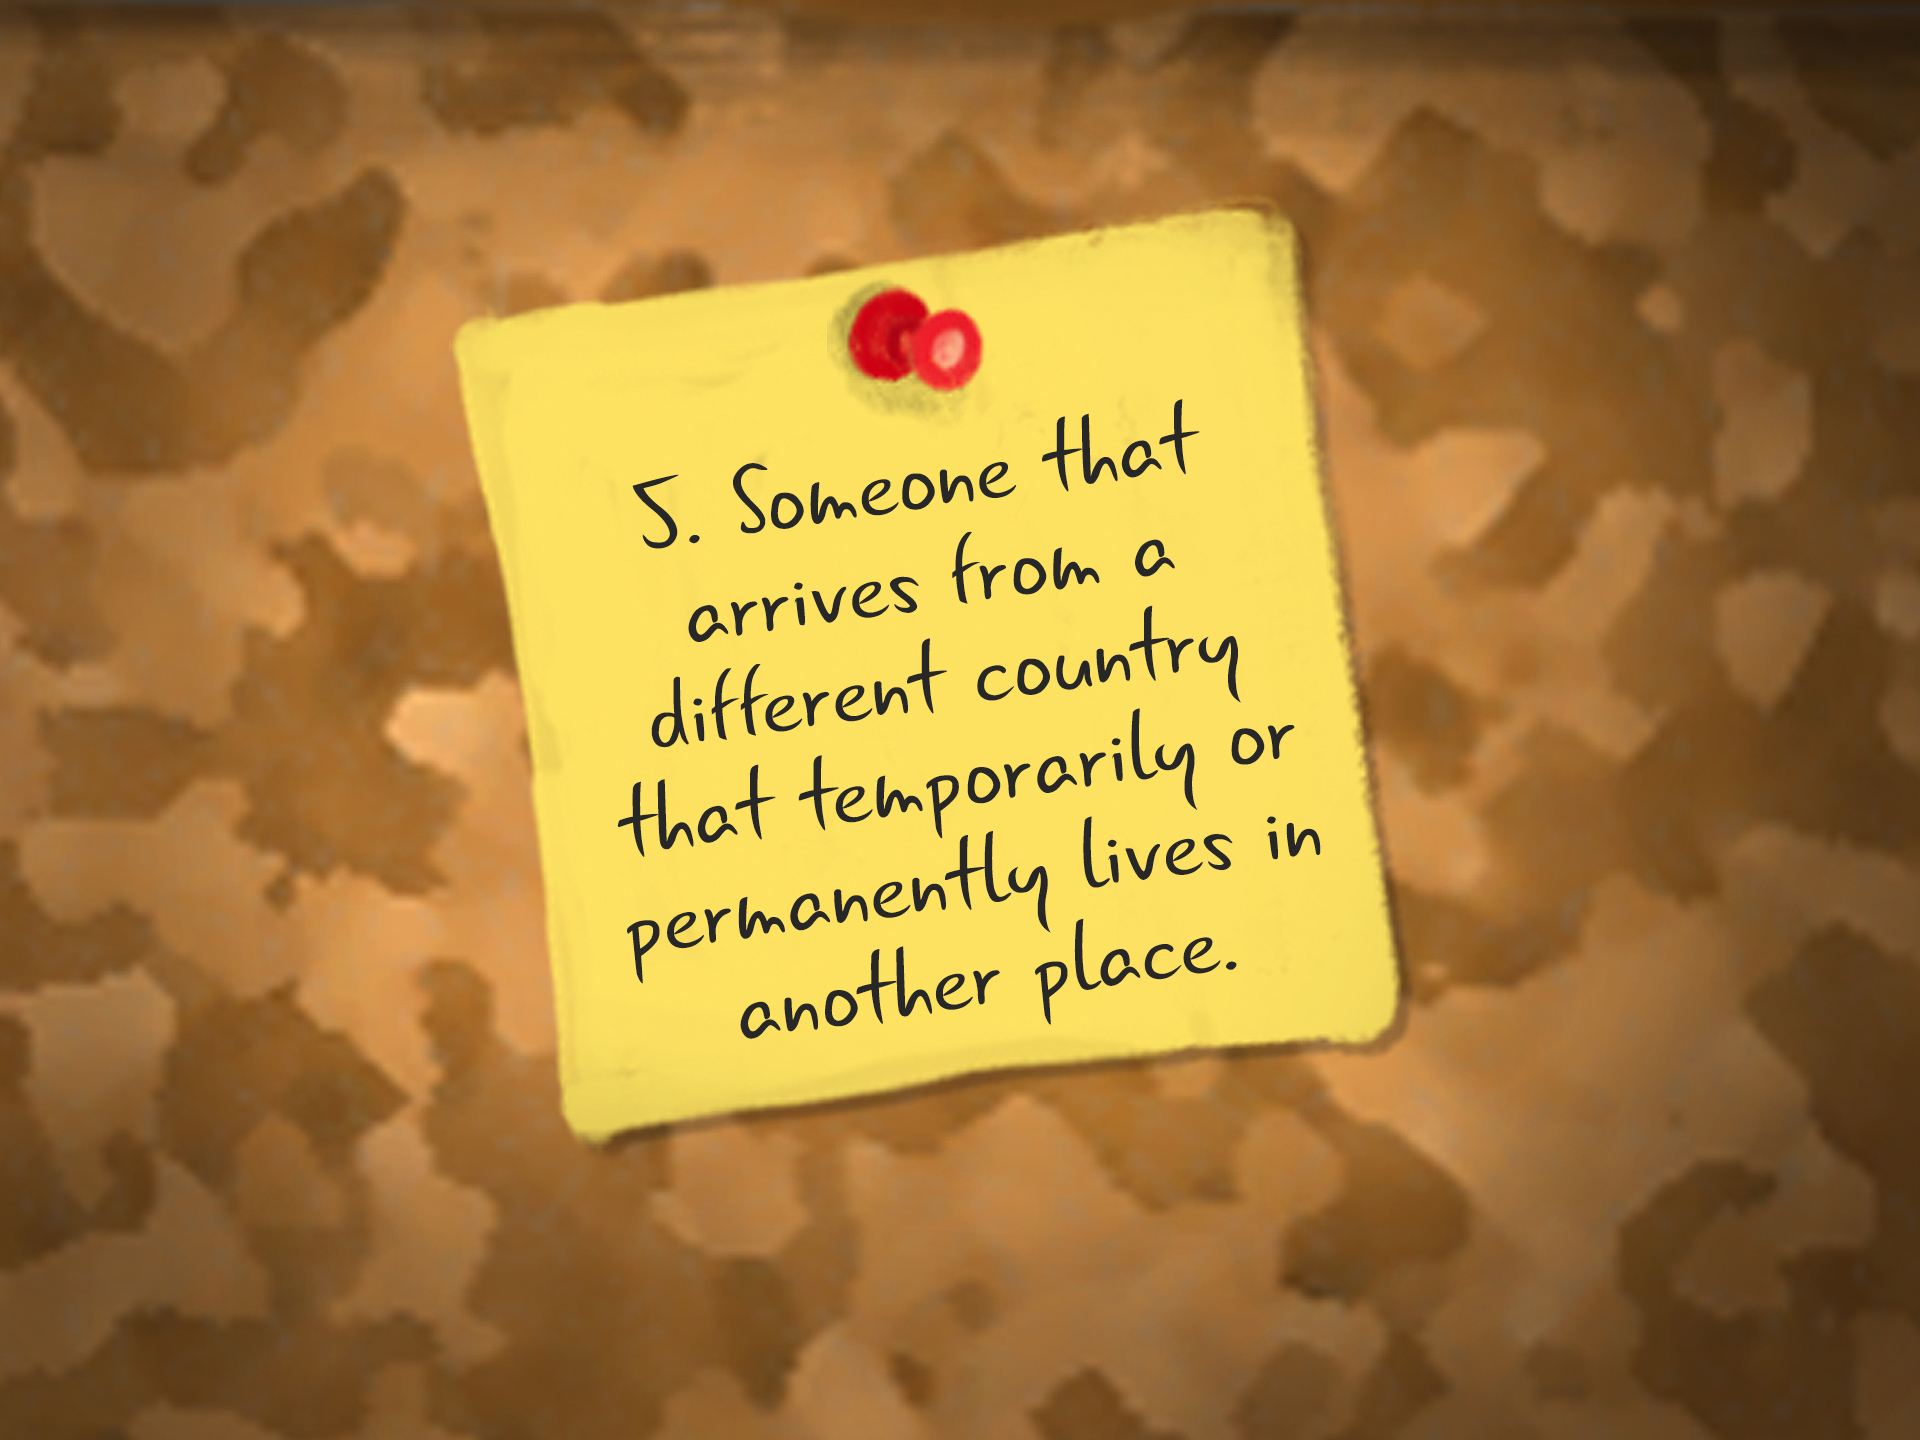 5. Someone that
arrives from a
different country
that temporarily or
permanently lives in
another place.